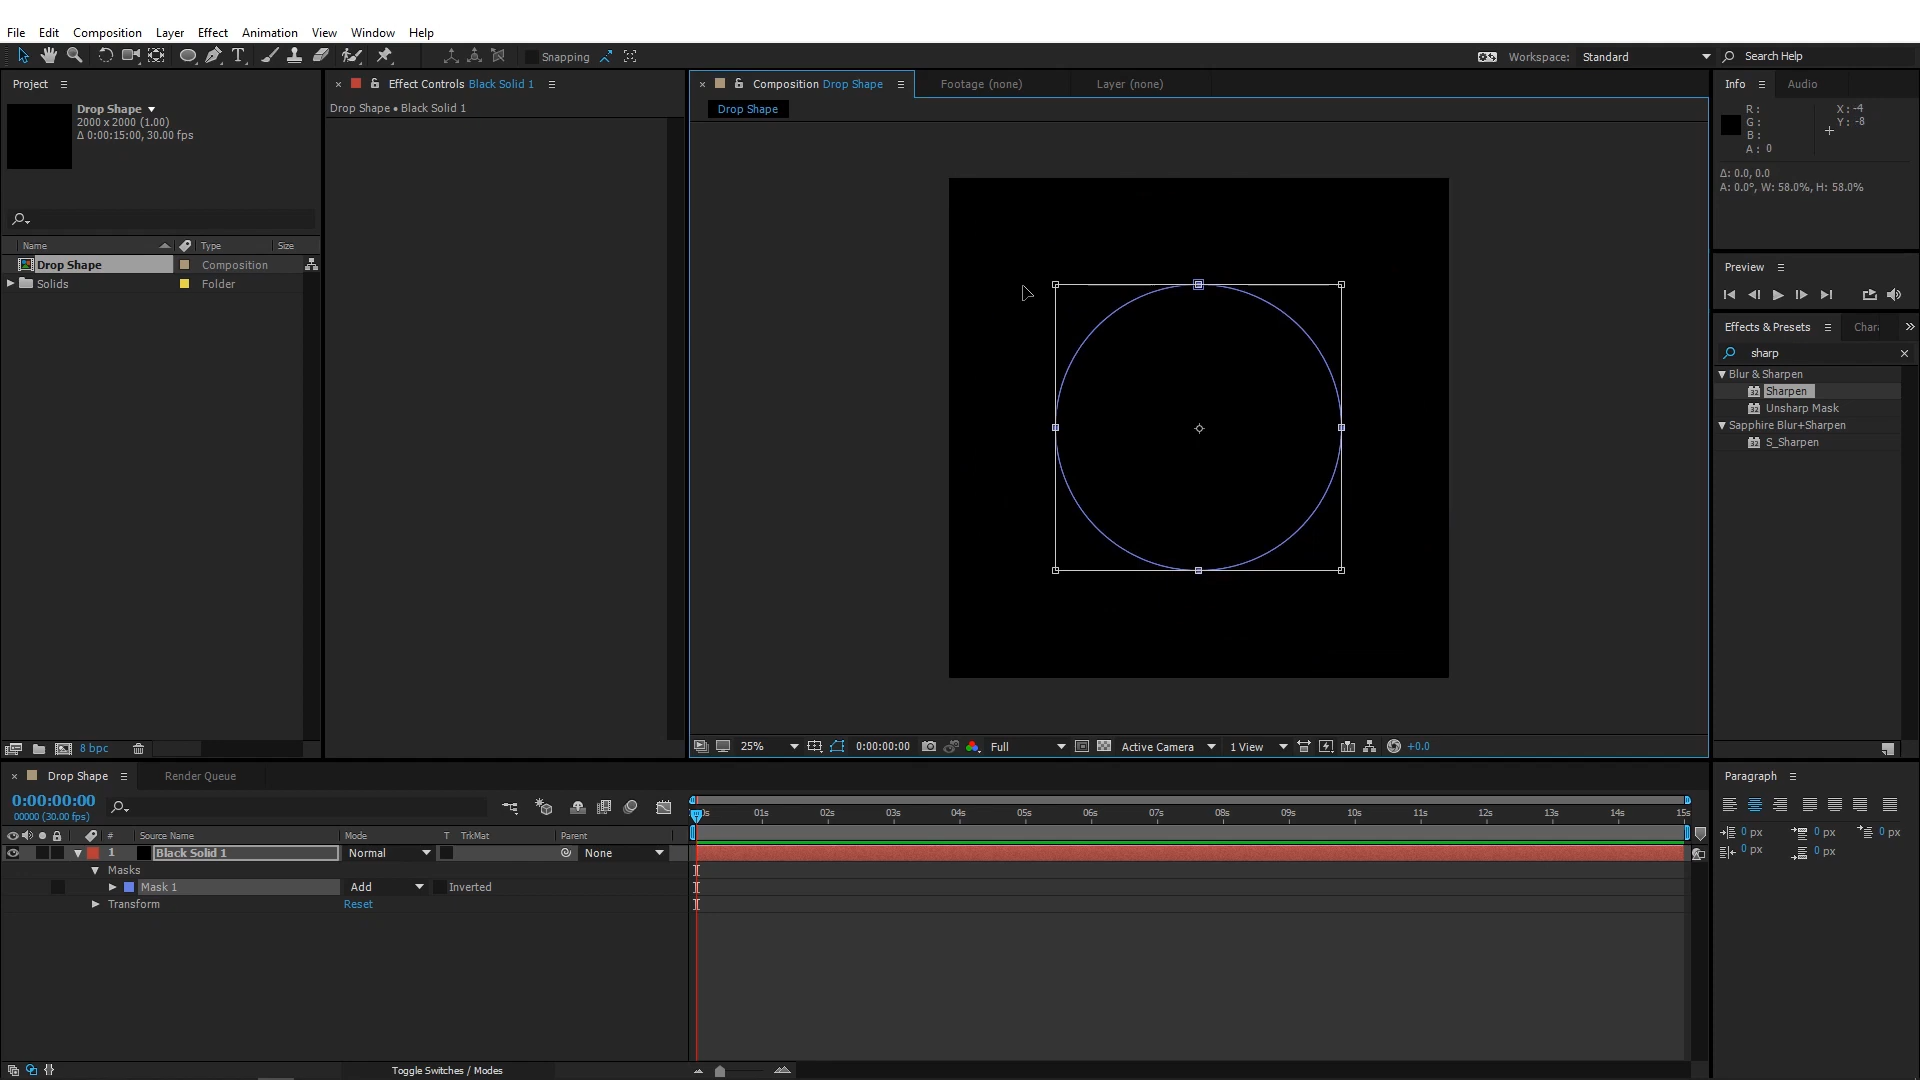 File Edit Composition Layer Effect Animation View Window Help
Snapping
Workspace: Standard
Search Help
Project
Drop Shape
2000 x 2000 (1.00)
Δ 0:00:15:00, 30.00 fps
Name Type Size
Drop Shape Composition
Solids Folder
8 bpc
Effect Controls Black Solid 1
Drop Shape • Black Solid 1
Composition Drop Shape
Footage (none)
Layer (none)
Drop Shape
25%
0:00:00:00
Full
Active Camera
1 View
+0.0
Info Audio
R :
G :
B :
A : 0
X : -4
Y : -8
Δ: 0.0, 0.0
A: 0.0°, W: 58.0%, H: 58.0%
Preview
Effects & Presets Chara
sharp
Blur & Sharpen
Sharpen
Unsharp Mask
Sapphire Blur+Sharpen
S_Sharpen
Paragraph
0 px 0 px 0 px
0 px 0 px
Drop Shape
Render Queue
0:00:00:00
00000 (30.00 fps)
# Source Name Mode T TrkMat Parent
1 Black Solid 1 Normal None
Masks
Mask 1 Add Inverted
Transform Reset
01s 02s 03s 04s 05s 06s 07s 08s 09s 10s 11s 12s 13s 14s 15s
Toggle Switches / Modes